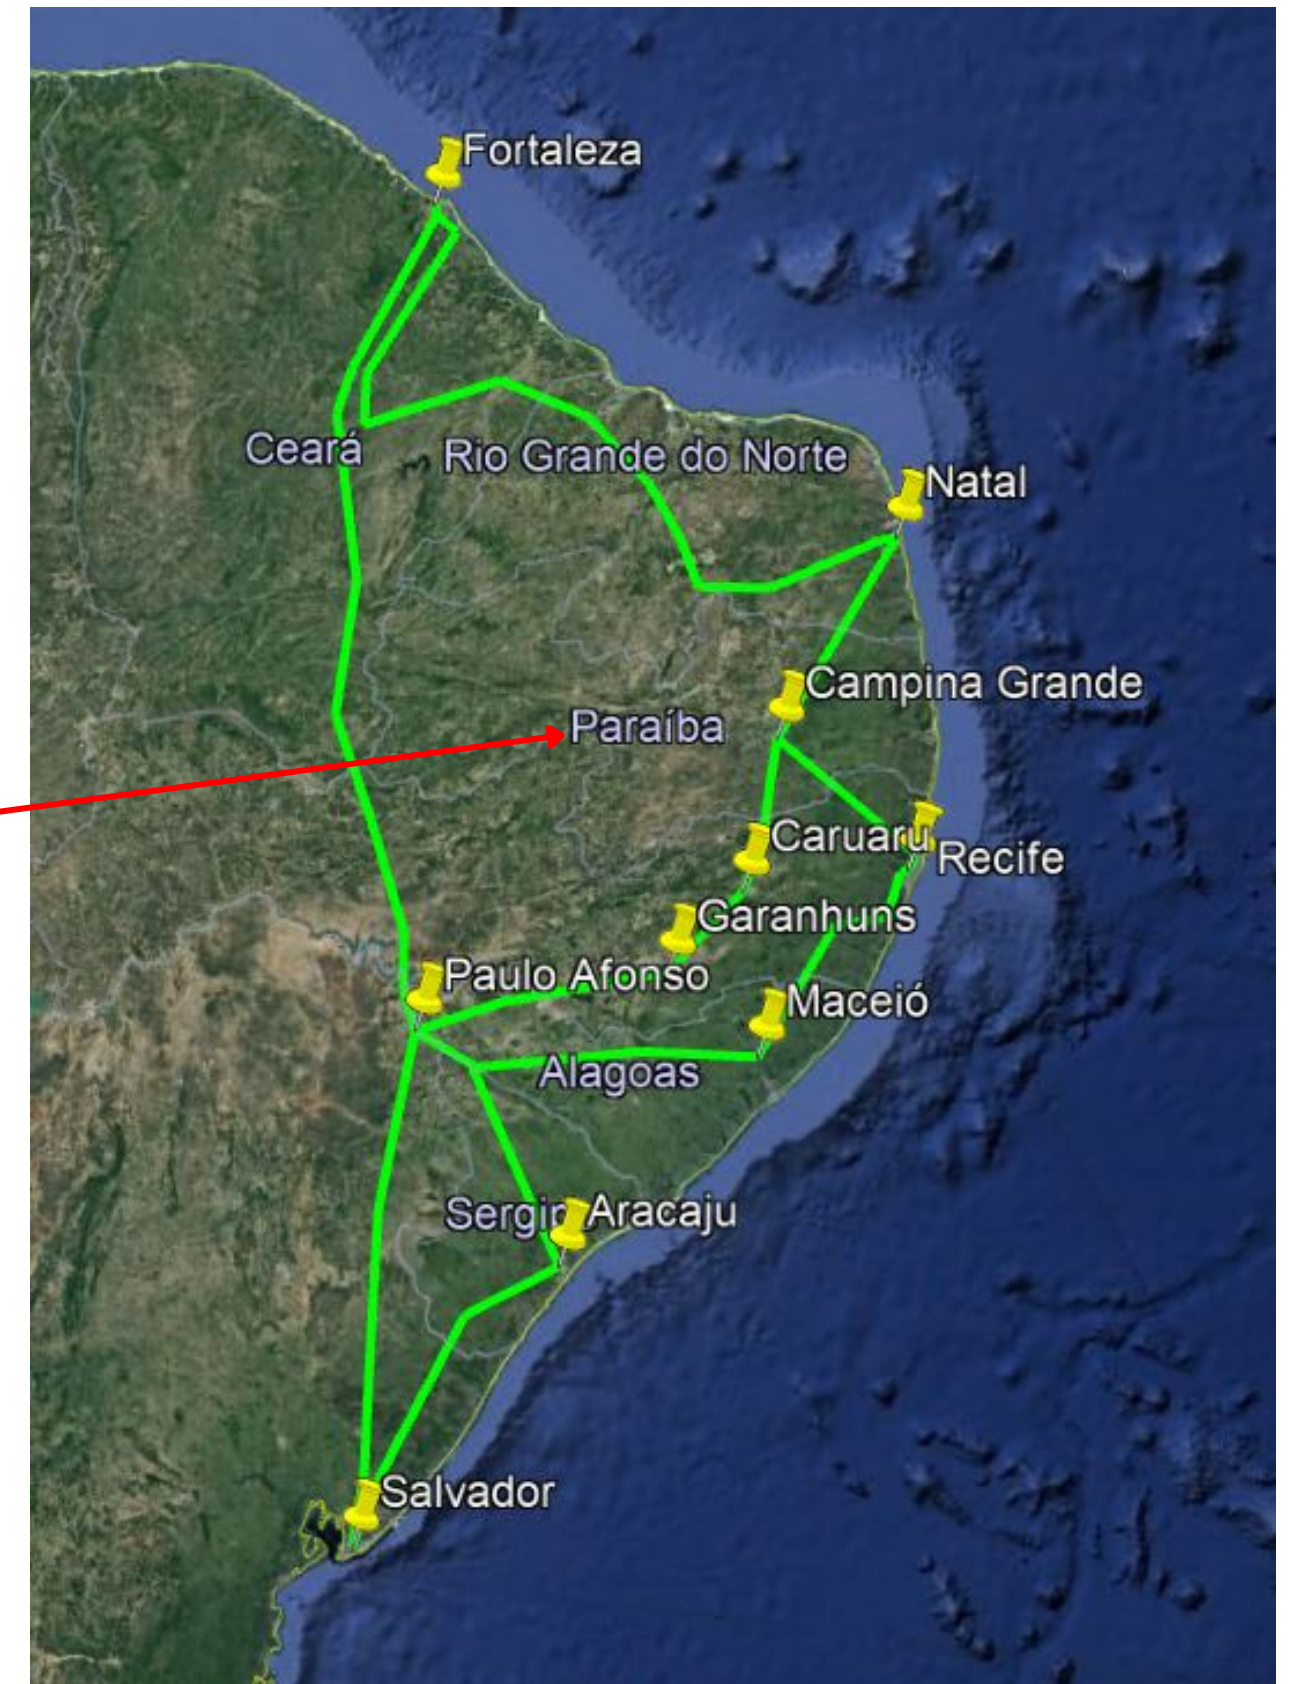 Fortaleza
Ceará
Rio Grande do Norte
Natal
Campina Grande
Paraíba
Caruaru
Recife
Garanhuns
Paulo Afonso
Maceió
Alagoas
Sergip
Aracaju
Salvador